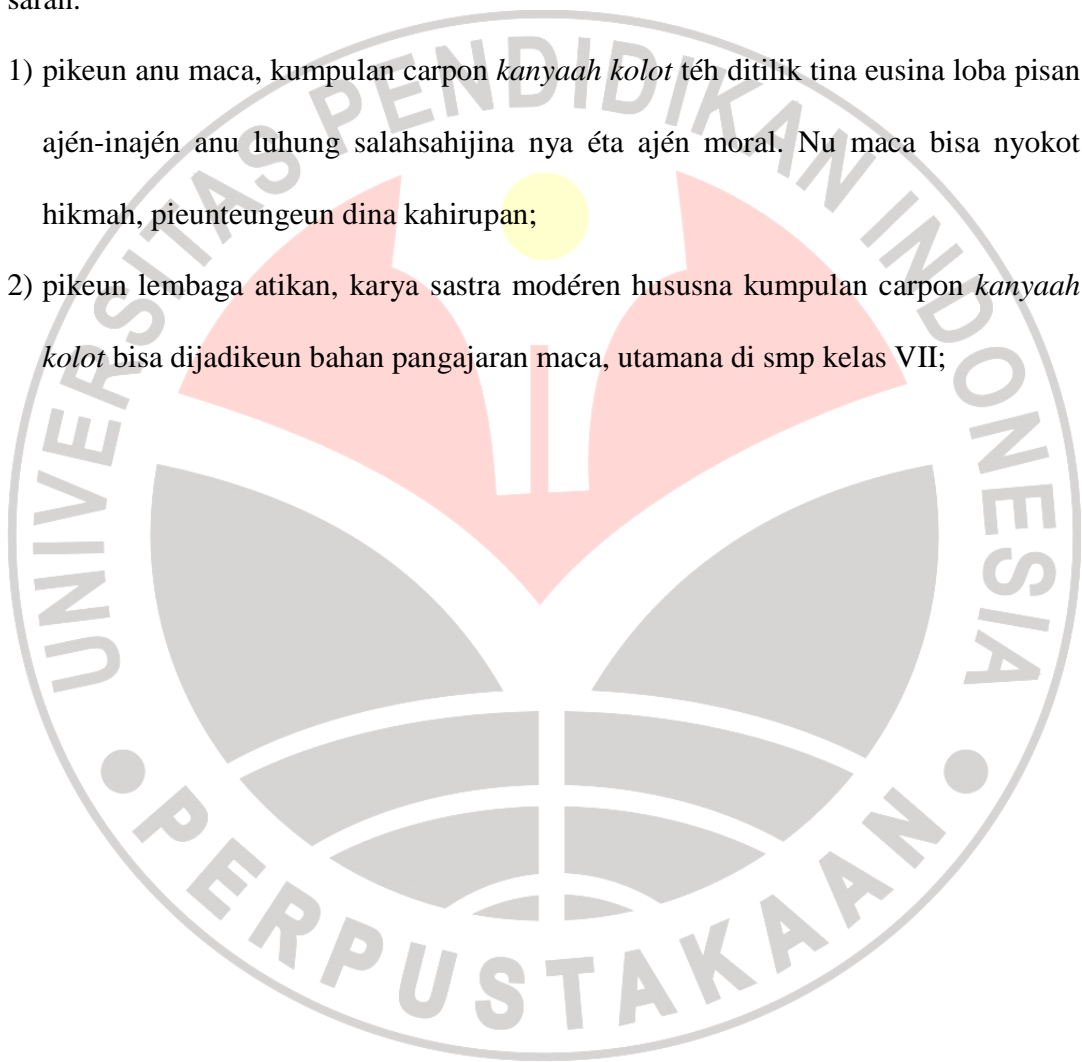 saran:
1) pikeun anu maca, kumpulan carpon kanyaah kolot téh ditilik tina eusina loba pisan
ajén-inajén anu luhung salahsahijina nya éta ajén moral. Nu maca bisa nyokot
hikmah, pieunteungeun dina kahirupan;
2) pikeun lembaga atikan, karya sastra modéren hususna kumpulan carpon kanyaah
kolot bisa dijadikeun bahan pangajaran maca, utamana di smp kelas VII;
UNIVERSITAS PENDIDIKAN INDONESIA
PERPUSTAKAAN